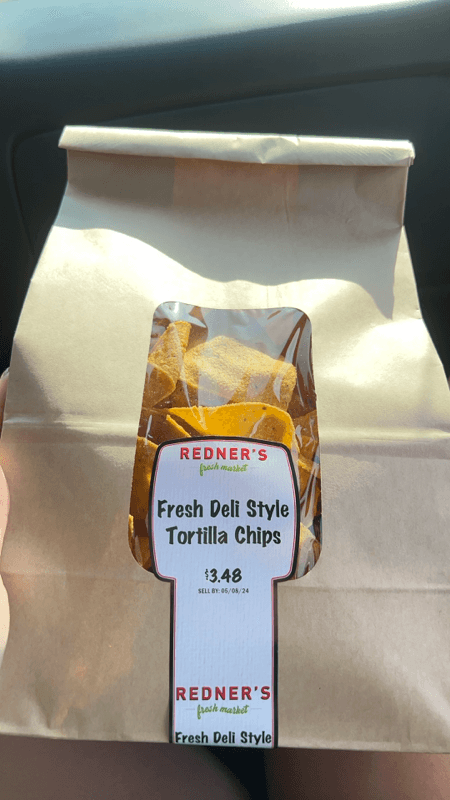 REDNER'S
fresh market
Fresh Deli Style
Tortilla Chips
$3.48
SELL BY: 05/08/24
REDNER'S
fresh market
Fresh Deli Style